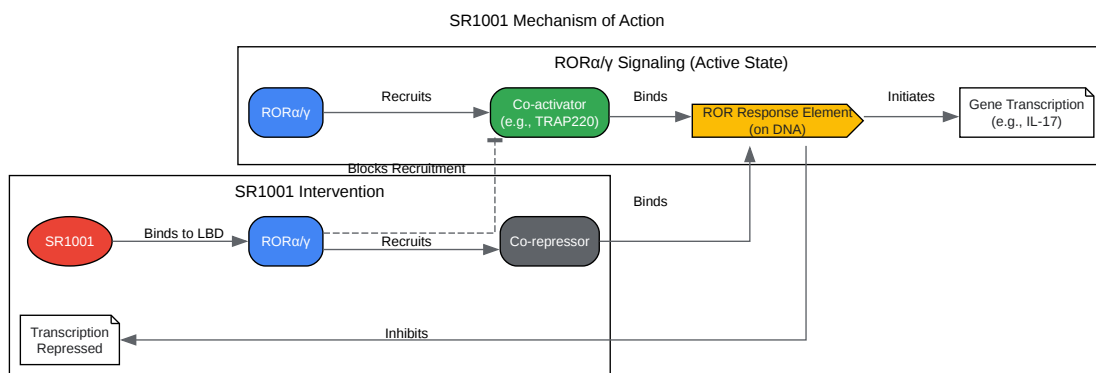 SR1001 Mechanism of Action
RORα/γ Signaling (Active State)
RORα/γ
Recruits
Co-activator
(e.g., TRAP220)
Binds
ROR Response Element
(on DNA)
Initiates
Gene Transcription
(e.g., IL-17)
Blocks Recruitment
SR1001 Intervention
SR1001
Binds to LBD
RORα/γ
Recruits
Co-repressor
Binds
Transcription
Repressed
Inhibits